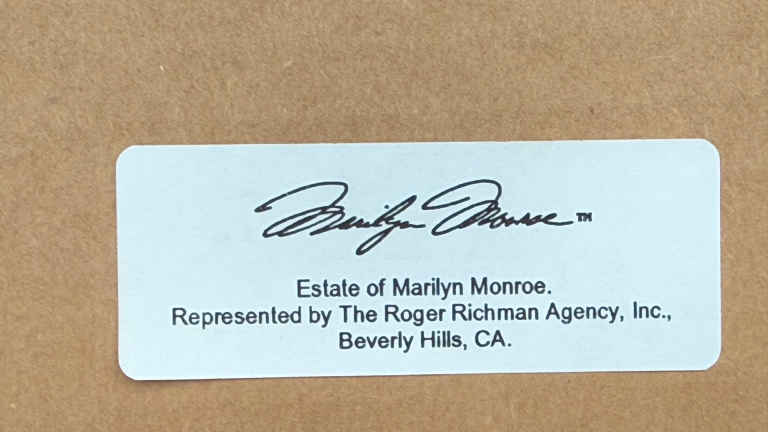 Marilyn Monroe™
Estate of Marilyn Monroe.
Represented by The Roger Richman Agency, Inc.,
Beverly Hills, CA.